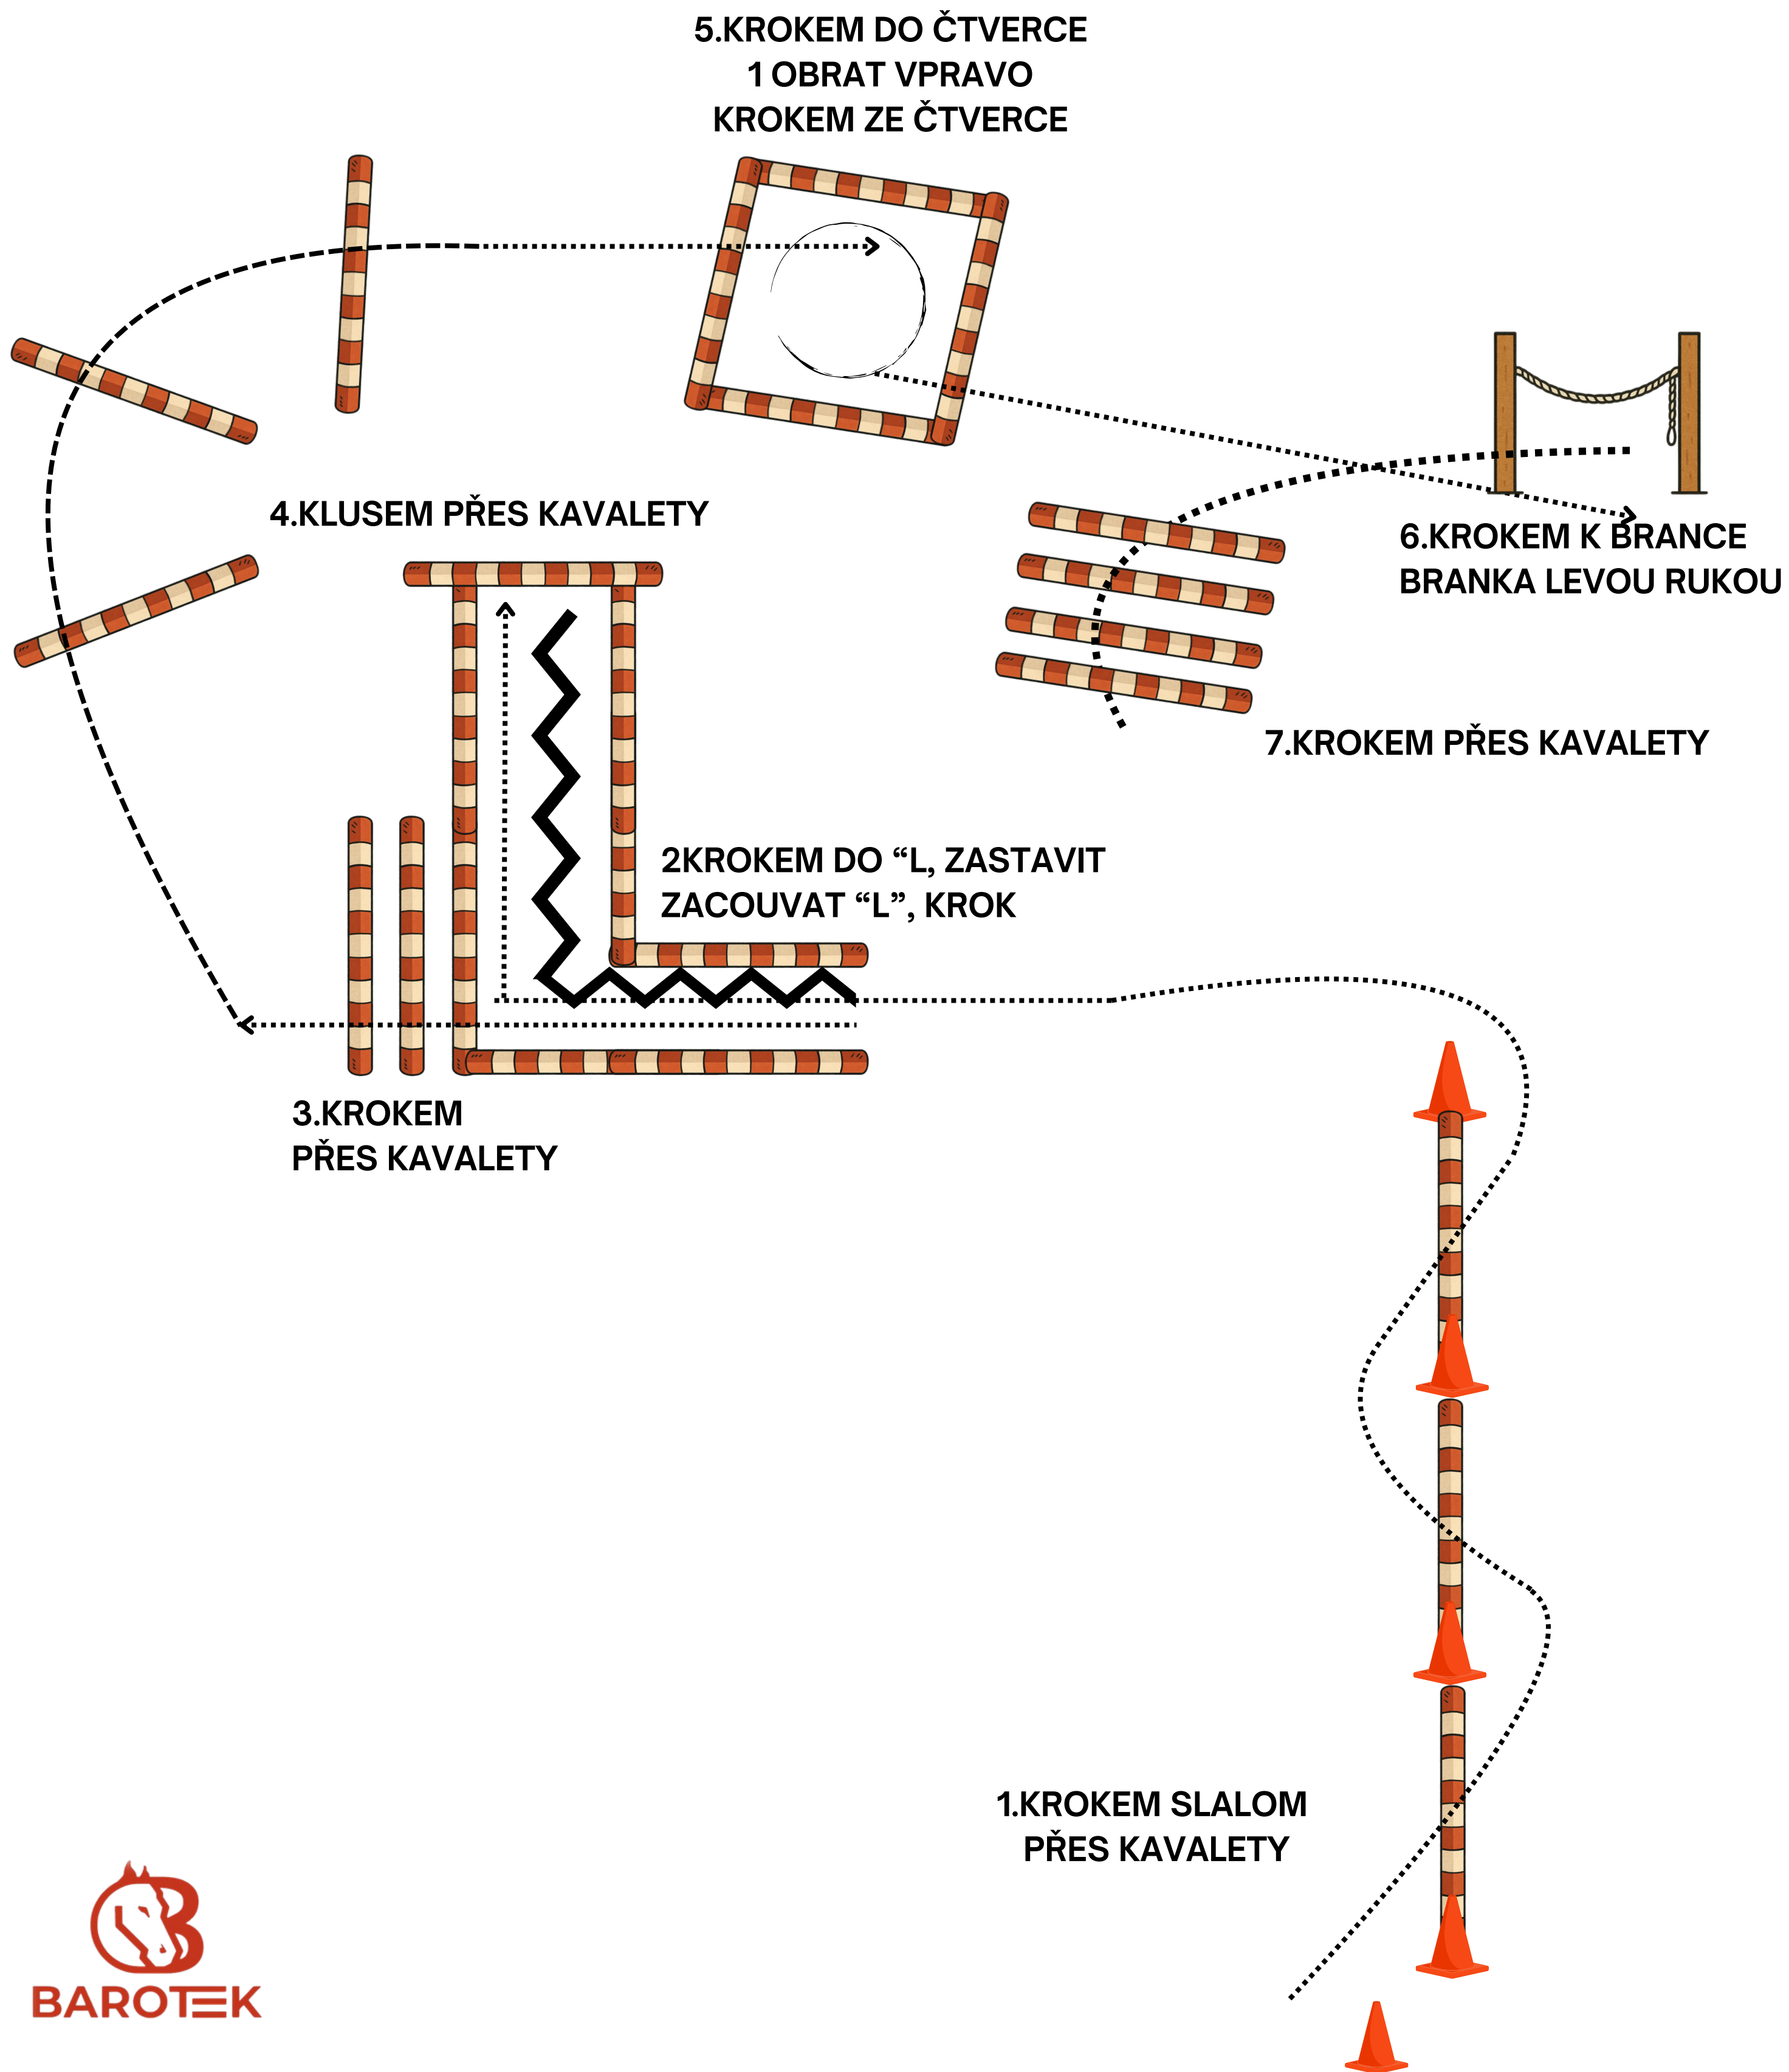 5.KROKEM DO ČTVERCE
1 OBRAT VPRAVO
KROKEM ZE ČTVERCE
4.KLUSEM PŘES KAVALETY
6.KROKEM K BRANCE
BRANKA LEVOU RUKOU
7.KROKEM PŘES KAVALETY
2KROKEM DO “L, ZASTAVIT
ZACOUVAT “L”, KROK
3.KROKEM
PŘES KAVALETY
1.KROKEM SLALOM
PŘES KAVALETY
BAROTEK